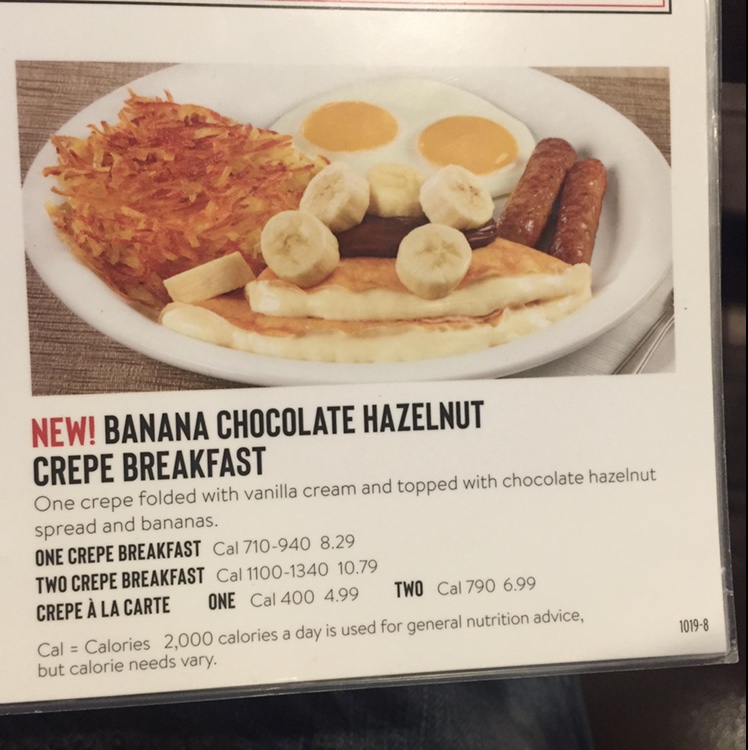 NEW! BANANA CHOCOLATE HAZELNUT
CREPE BREAKFAST
One crepe folded with vanilla cream and topped with chocolate hazelnut
spread and bananas.
ONE CREPE BREAKFAST Cal 710-940 8.29
TWO CREPE BREAKFAST Cal 1100-1340 10.79
CREPE À LA CARTE ONE Cal 400 4.99 TWO Cal 790 6.99
Cal = Calories 2,000 calories a day is used for general nutrition advice,
but calorie needs vary.
1019-8